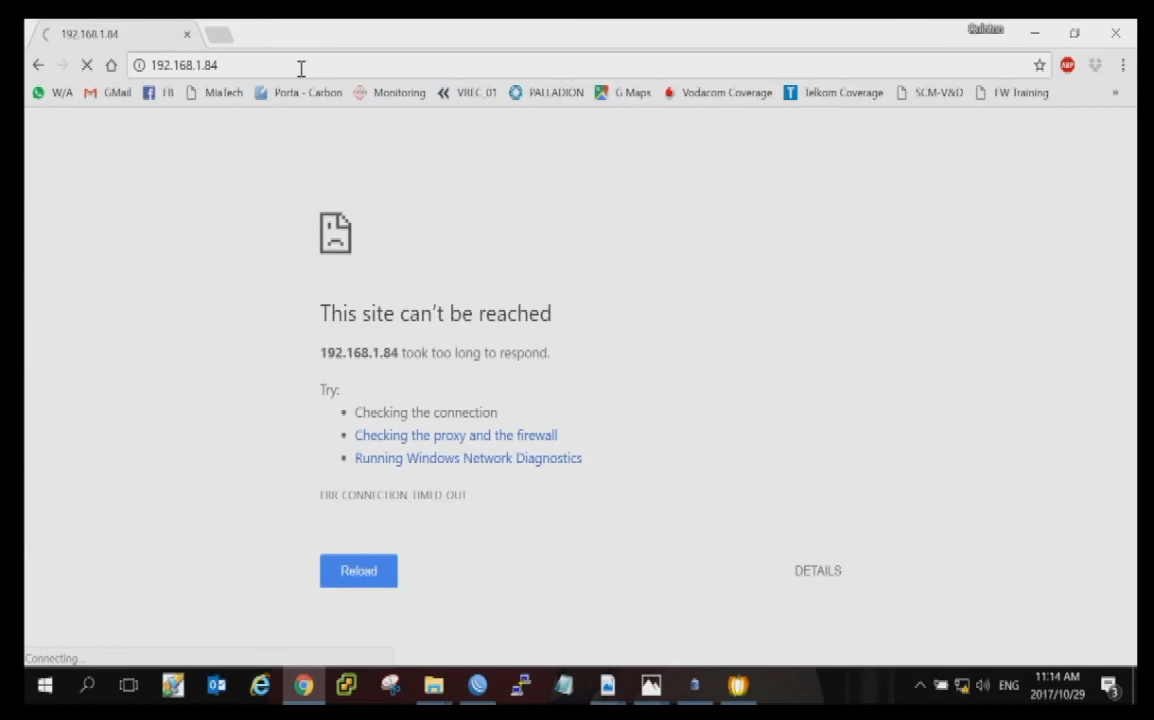 192.168.1.84
192.168.1.84
W/A GMail FB MiaTech Porta - Carbon Monitoring VREC_01 PALLADION G Maps Vodacom Coverage Telkom Coverage SCM-V&D FW Training »
This site can't be reached
192.168.1.84 took too long to respond.
Try:
• Checking the connection
• Checking the proxy and the firewall
• Running Windows Network Diagnostics
ERR_CONNECTION_TIMED_OUT
Reload DETAILS
Connecting...
ENG 11:14 AM
2017/10/29
3